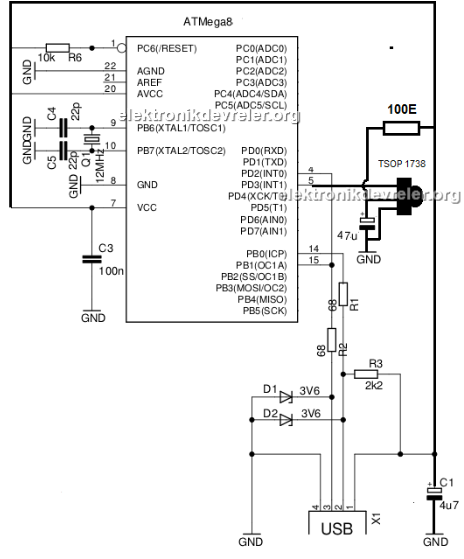 ATMega8
1 PC6(/RESET) PC0(ADC0)
10k R6 PC1(ADC1)
GND 22 AGND PC2(ADC2)
21 AREF PC3(ADC3)
20 AVCC PC4(ADC4/SDA)
PC5(ADC5/SCL)
elektronikdevreler.org
100E
C4 22p
GND 9 PB6(XTAL1/TOSC1)
GND 10 PB7(XTAL2/TOSC2) PD0(RXD)
C5 22p Q1 12MHz PD1(TXD)
PD2(INT0) 4
TSOP 1738
GND 8 GND PD3(INT1) 5
PD4(XCK/T0)
elektronikdevreler.org
7 VCC PD5(T1)
PD6(AIN0)
PD7(AIN1)
47u
GND
C3 100n
PB0(ICP) 14
PB1(OC1A) 15
PB2(SS/OC1B)
PB3(MOSI/OC2)
PB4(MISO)
PB5(SCK)
GND
68 R1
68 R2
R3
2k2
D1 3V6
D2 3V6
C1
4u7
4 3 2 1
USB
X1
GND
GND